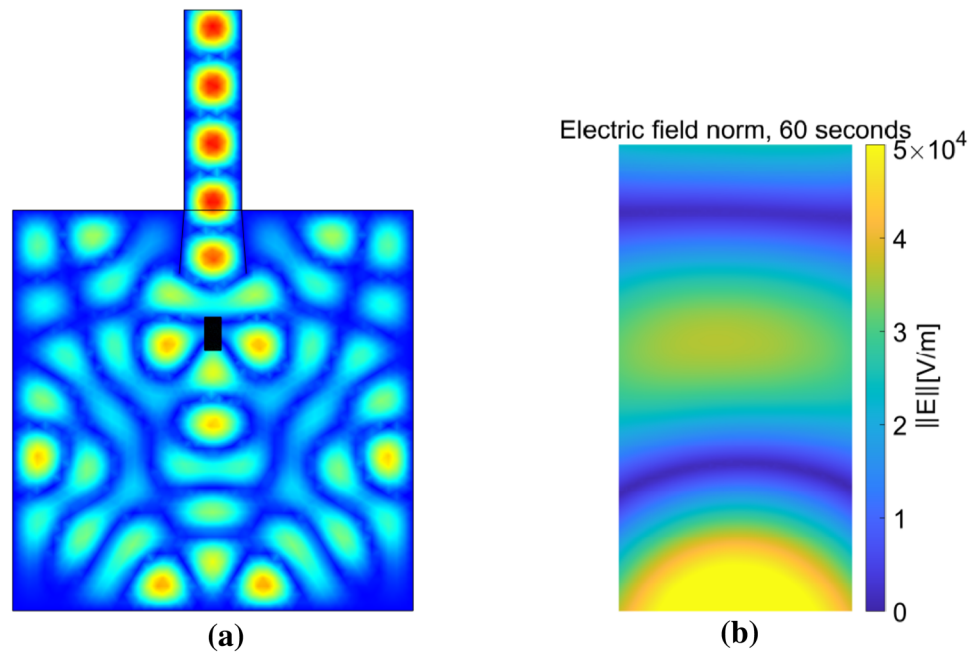 Electric field norm, 60 seconds
5×10⁴
4
3
2
1
0
||E||[V/m]
(a)
(b)